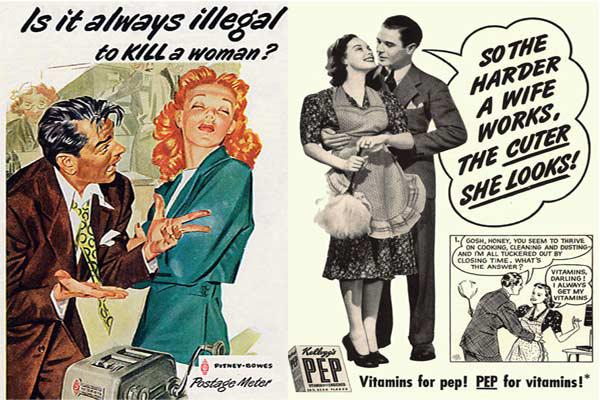 Is it always illegal
to KILL a woman?
PITNEY-BOWES
Postage Meter
SO THE
HARDER
A WIFE
WORKS,
THE CUTER
SHE LOOKS!
1. GOSH, HONEY, YOU SEEM TO THRIVE
ON COOKING, CLEANING AND DUSTING-
AND I'M ALL TUCKERED OUT BY
CLOSING TIME. WHAT'S
THE ANSWER?
VITAMINS,
DARLING!
I ALWAYS
GET MY
VITAMINS
Kellogg's
PEP
Vitamins for pep! PEP for vitamins!*